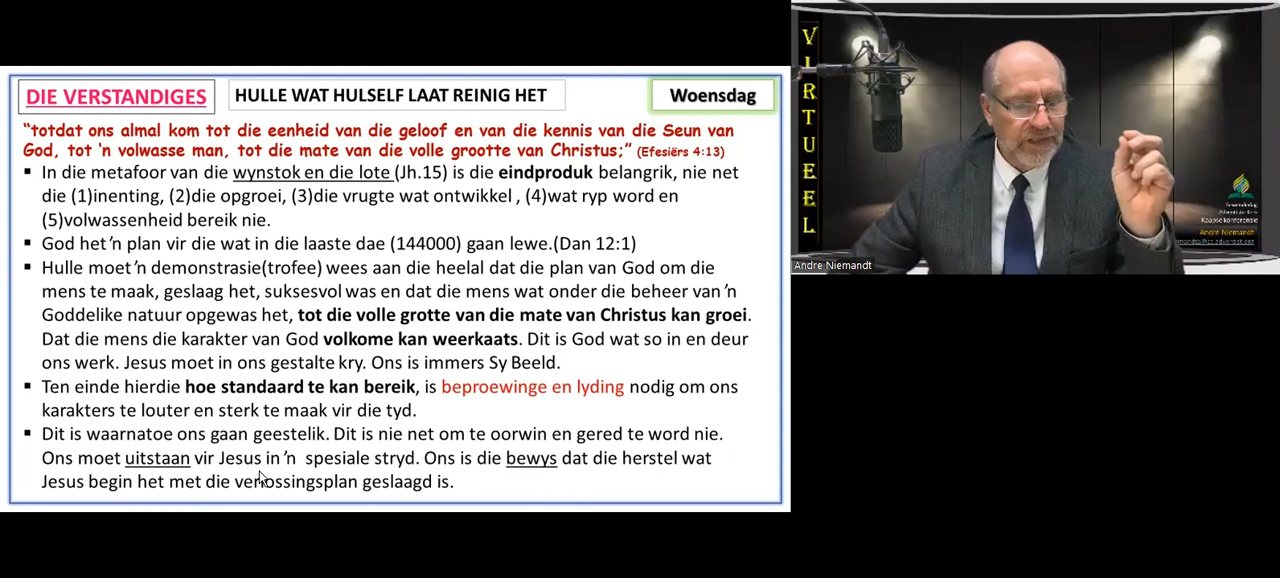 DIE VERSTANDIGES
HULLE WAT HULSELF LAAT REINIG HET
Woensdag
“totdat ons almal kom tot die eenheid van die geloof en van die kennis van die Seun van
God, tot ‘n volwasse man, tot die mate van die volle grootte van Christus;” (Efesiërs 4:13)
▪ In die metafoor van die wynstok en die lote (Jh.15) is die eindproduk belangrik, nie net
die (1)inenting, (2)die opgroei, (3)die vrugte wat ontwikkel , (4)wat ryp word en
(5)volwassenheid bereik nie.
▪ God het ’n plan vir die wat in die laaste dae (144000) gaan lewe.(Dan 12:1)
▪ Hulle moet ’n demonstrasie(trofee) wees aan die heelal dat die plan van God om die
mens te maak, geslaag het, suksesvol was en dat die mens wat onder die beheer van ’n
Goddelike natuur opgewas het, tot die volle grotte van die mate van Christus kan groei.
Dat die mens die karakter van God volkome kan weerkaats. Dit is God wat so in en deur
ons werk. Jesus moet in ons gestalte kry. Ons is immers Sy Beeld.
▪ Ten einde hierdie hoe standaard te kan bereik, is beproewinge en lyding nodig om ons
karakters te louter en sterk te maak vir die tyd.
▪ Dit is waarnatoe ons gaan geestelik. Dit is nie net om te oorwin en gered te word nie.
Ons moet uitstaan vir Jesus in ’n spesiale stryd. Ons is die bewys dat die herstel wat
Jesus begin het met die verlossingsplan geslaagd is.
VIRTUEEL
Sewendedag
Adventiste Kerk
Kaapse konferensie
Andre Niemandt
Andre Niemandt